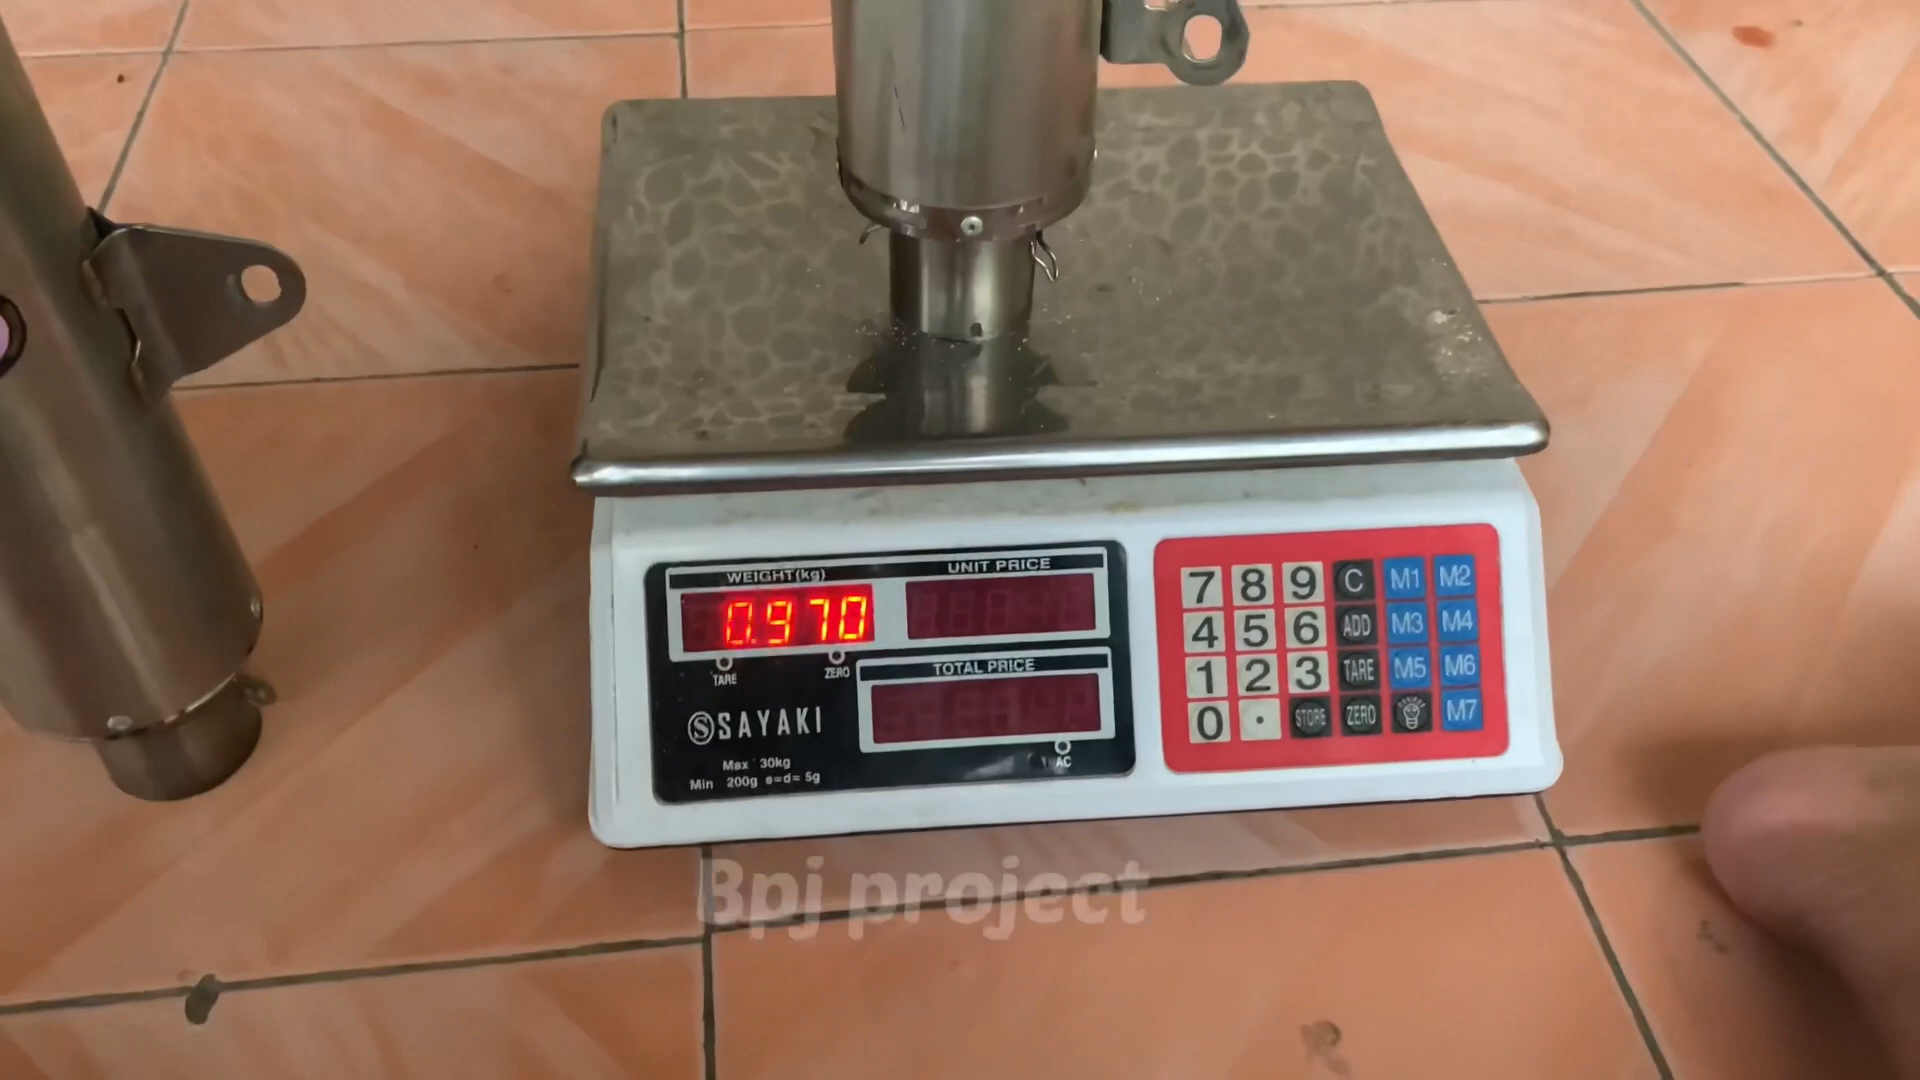 WEIGHT(kg)
UNIT PRICE
0.970
TARE
ZERO
TOTAL PRICE
SAYAKI
Max 30kg
Min 200g e=d= 5g
AC
7 8 9 C M1 M2
4 5 6 ADD M3 M4
1 2 3 TARE M5 M6
0 . STORE ZERO M7
Bpj project